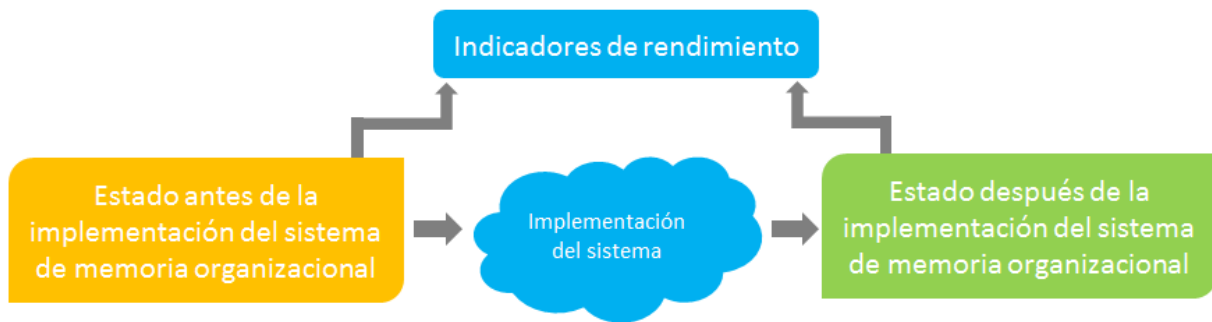 Indicadores de rendimiento
Estado antes de la
implementación del sistema
de memoria organizacional
Implementación
del sistema
Estado después de la
implementación del sistema
de memoria organizacional